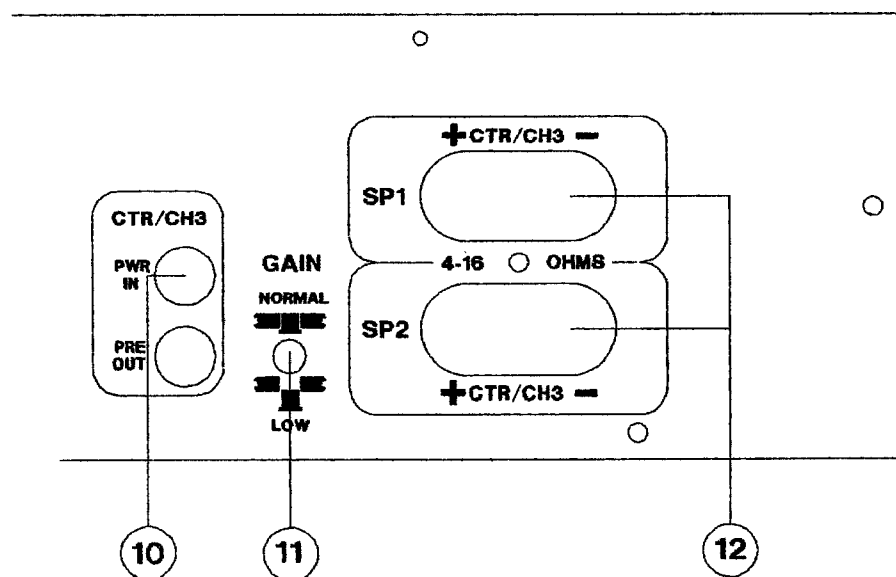 + CTR/CH3 −
SP1
CTR/CH3
PWR
IN
GAIN
4-16 OHMS
NORMAL
PRE
OUT
SP2
+ CTR/CH3 −
LOW
10 11 12